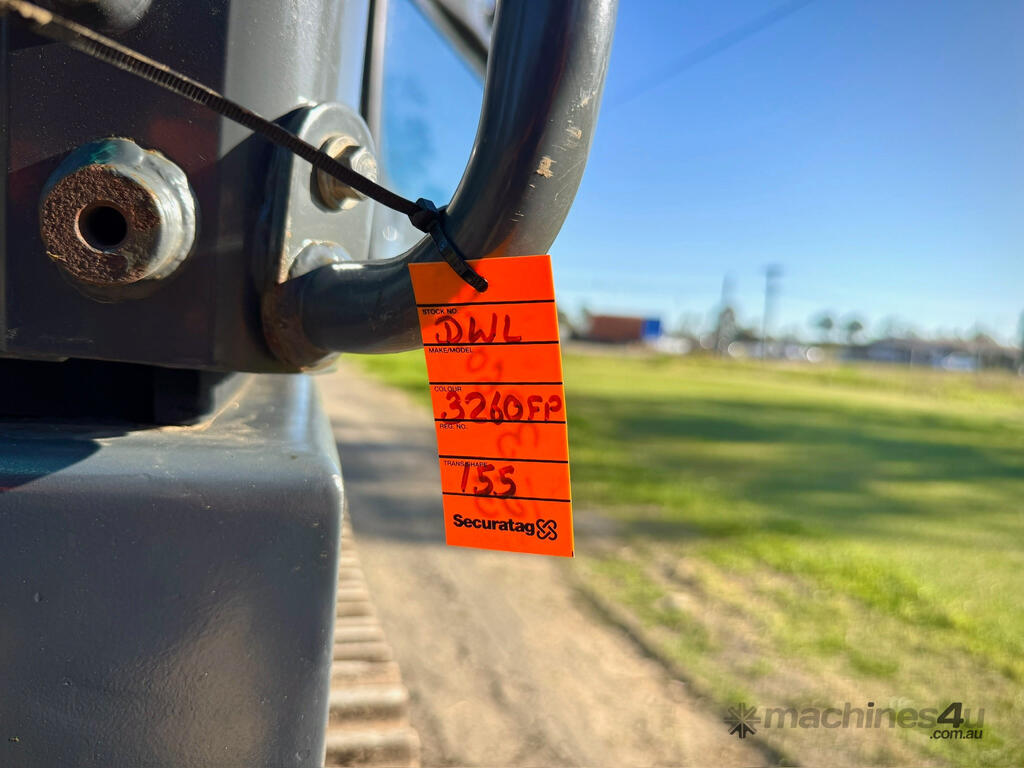 STOCK NO.
DWL
MAKE/MODEL
COLOUR
3260FP
REG. NO.
TRANS/SHAPE
155
Securatag
machines4u
.com.au